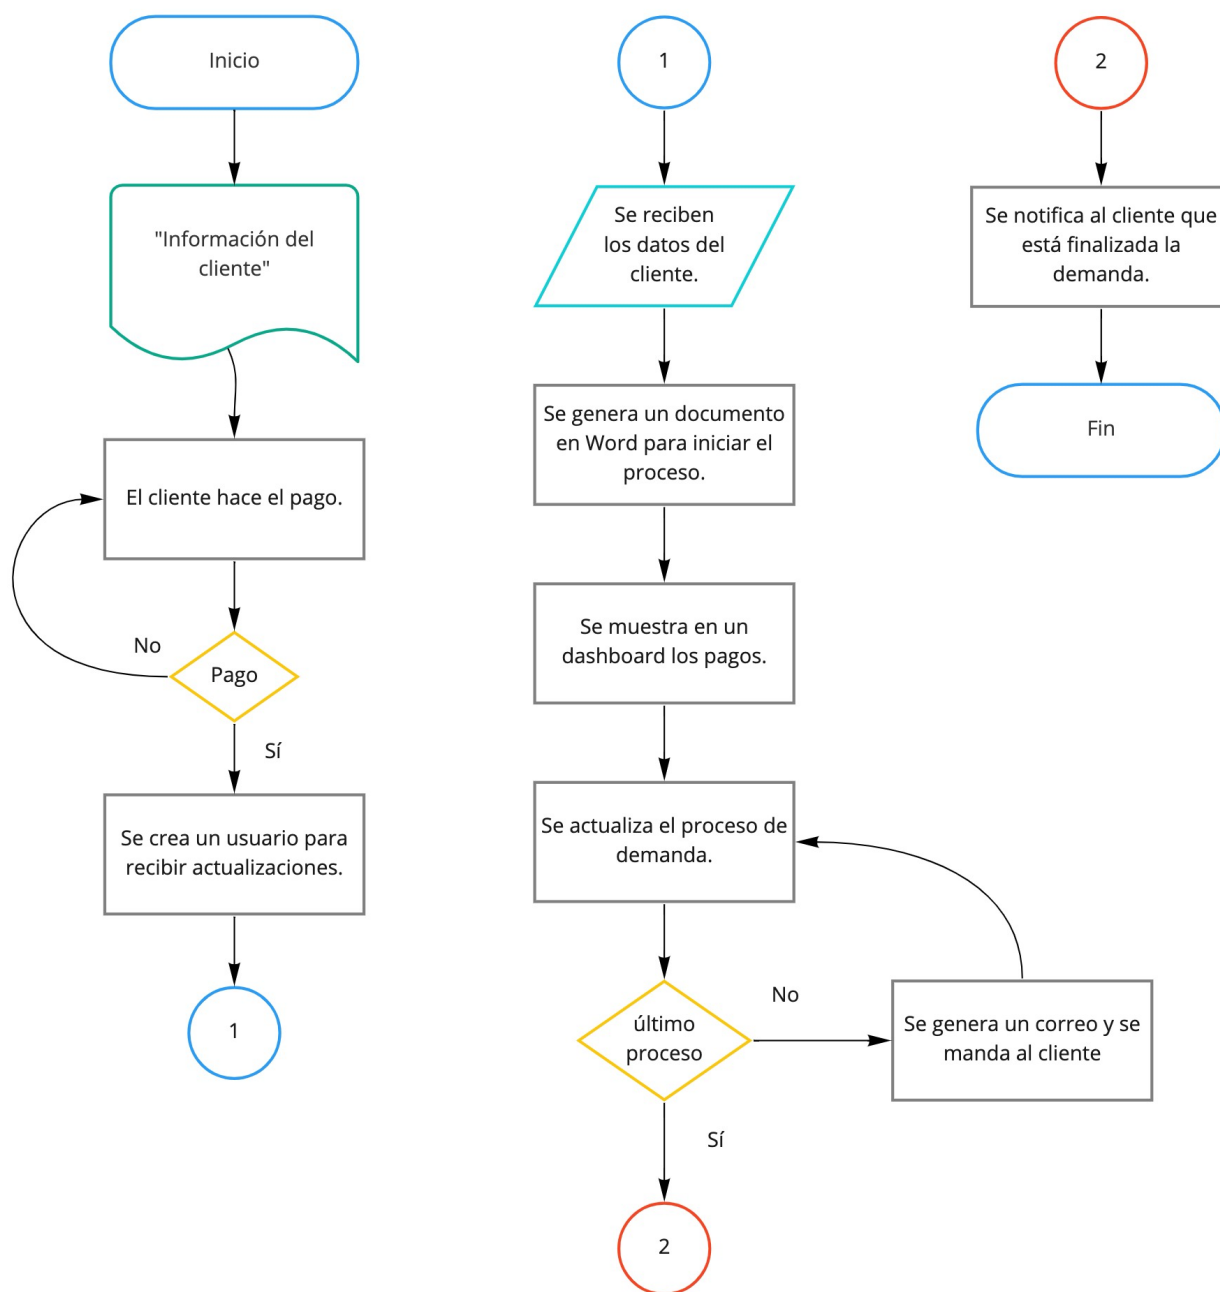 Inicio
"Información del
cliente"
El cliente hace el pago.
No
Pago
Sí
Se crea un usuario para
recibir actualizaciones.
1
1
Se reciben
los datos del
cliente.
Se genera un documento
en Word para iniciar el
proceso.
Se muestra en un
dashboard los pagos.
Se actualiza el proceso de
demanda.
último
proceso
No
Se genera un correo y se
manda al cliente
Sí
2
2
Se notifica al cliente que
está finalizada la
demanda.
Fin